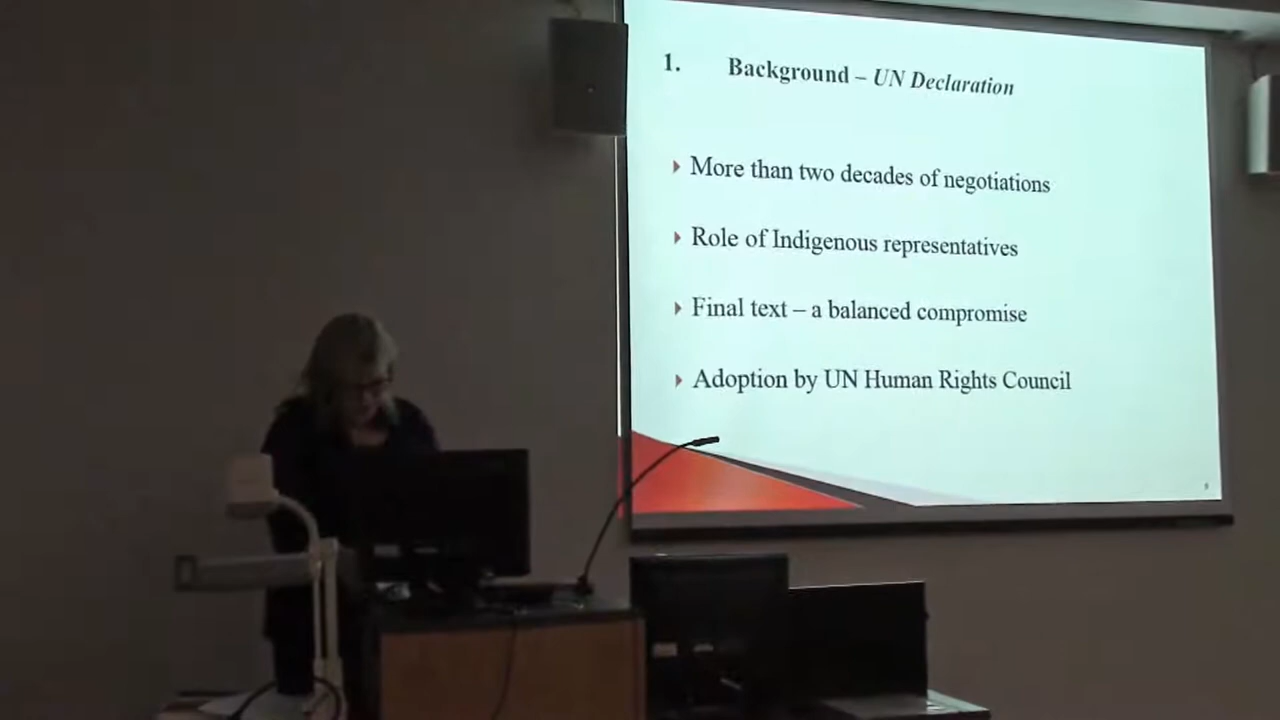 1. Background – UN Declaration
More than two decades of negotiations
Role of Indigenous representatives
Final text – a balanced compromise
Adoption by UN Human Rights Council